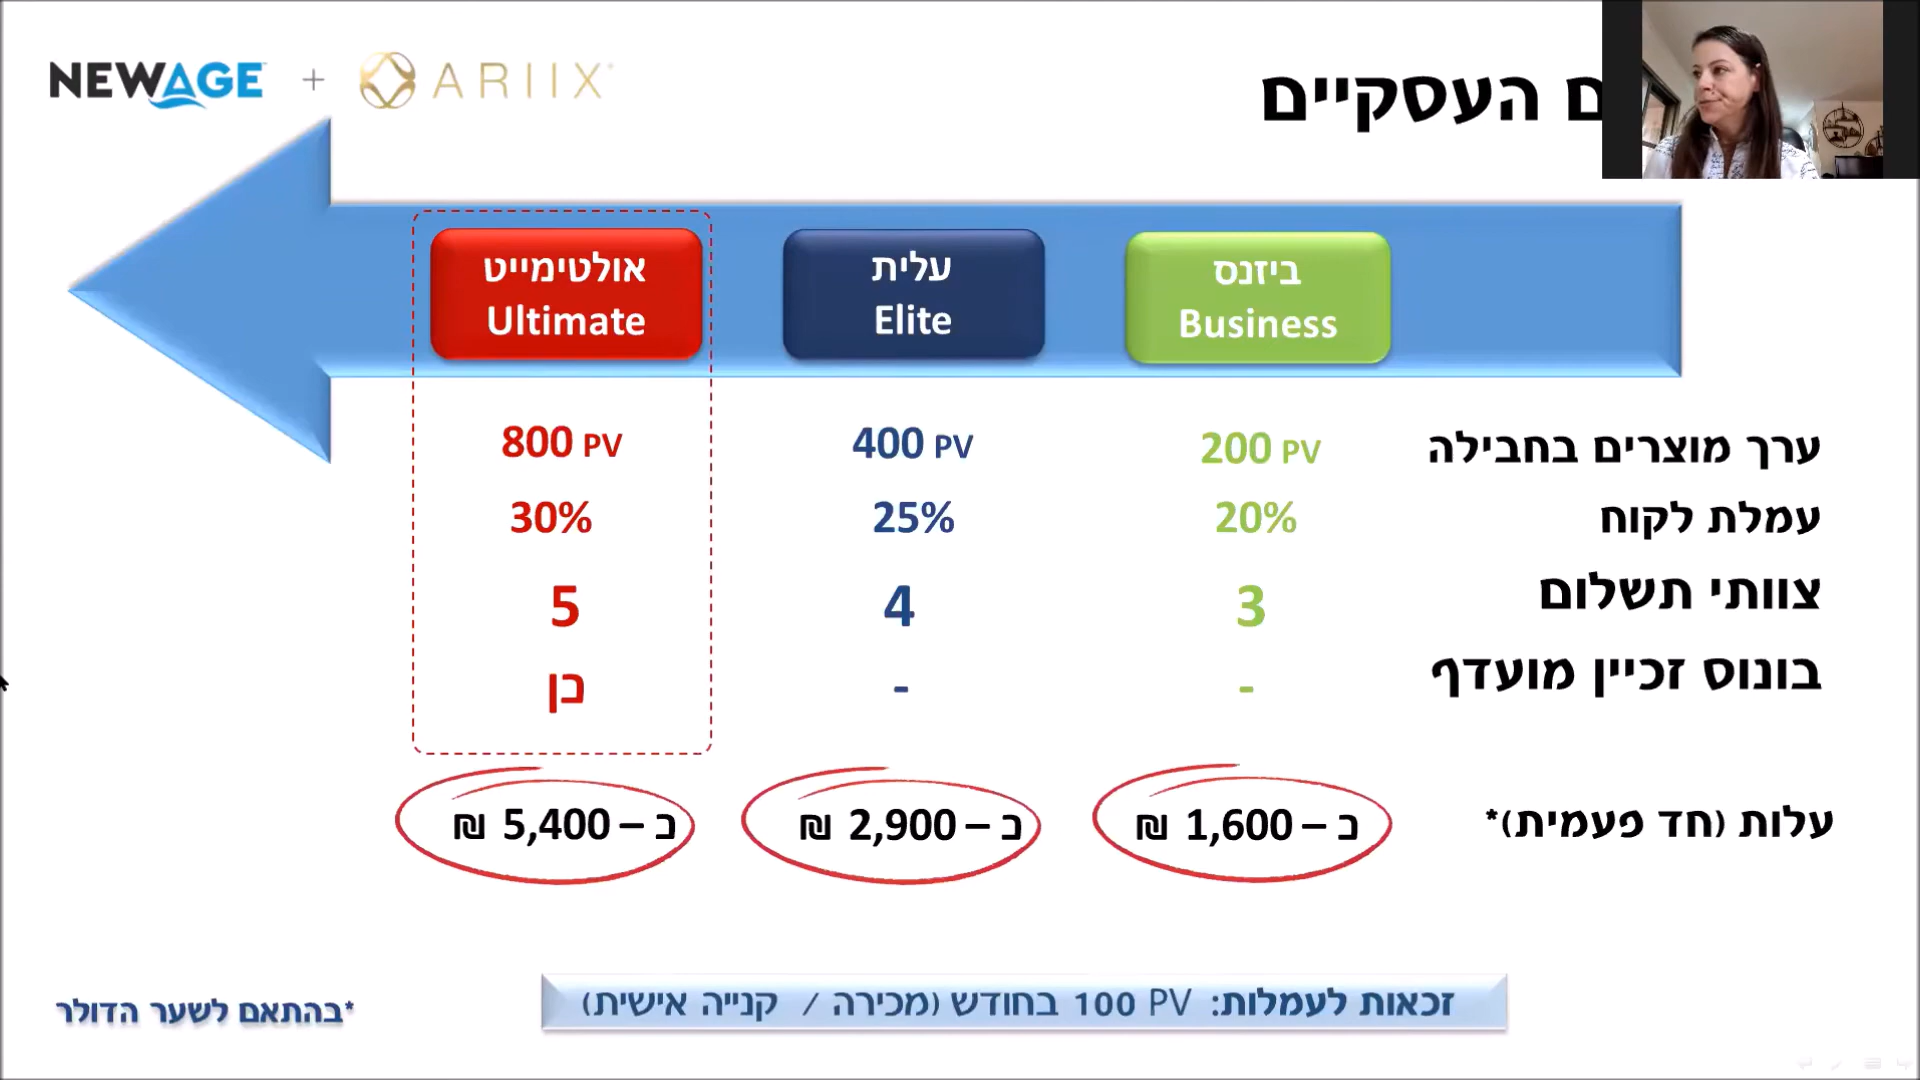 NEWAGE + ARIIX
ם העסקיים
ביזנס
Business
עלית
Elite
אולטימייט
Ultimate
ערך מוצרים בחבילה 200 PV 400 PV 800 PV
עמלת לקוח 20% 25% 30%
צוותי תשלום 3 4 5
בונוס זכיין מועדף - - כן
עלות (חד פעמית)* כ – 1,600 ₪ כ – 2,900 ₪ כ – 5,400 ₪
זכאות לעמלות: 100 PV בחודש (מכירה / קנייה אישית)
*בהתאם לשער הדולר